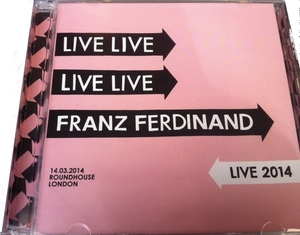 LIVE LIVE
LIVE LIVE
FRANZ FERDINAND
14.03.2014
ROUNDHOUSE
LONDON
LIVE 2014